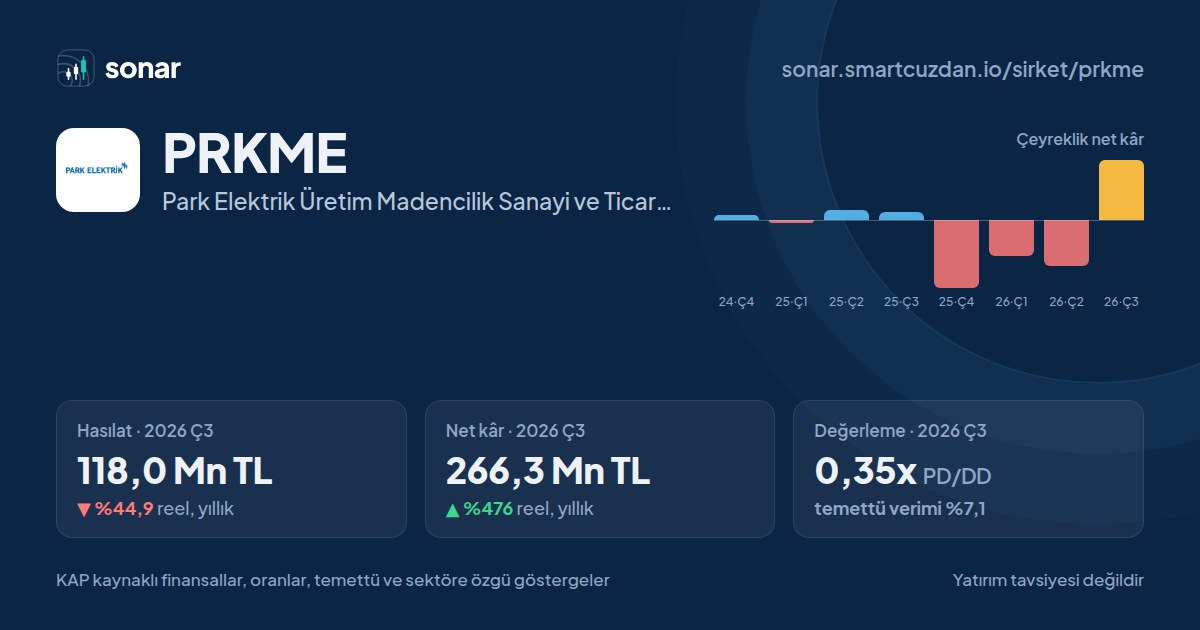 sonar
sonar.smartcuzdan.io/sirket/prkme
PARK ELEKTRİK
PRKME
Park Elektrik Üretim Madencilik Sanayi ve Ticar...
Çeyreklik net kâr
24-Ç4 25-Ç1 25-Ç2 25-Ç3 25-Ç4 26-Ç1 26-Ç2 26-Ç3
Hasılat · 2026 Ç3
118,0 Mn TL
▼ %44,9 reel, yıllık
Net kâr · 2026 Ç3
266,3 Mn TL
▲ %476 reel, yıllık
Değerleme · 2026 Ç3
0,35x PD/DD
temettü verimi %7,1
KAP kaynaklı finansallar, oranlar, temettü ve sektöre özgü göstergeler
Yatırım tavsiyesi değildir